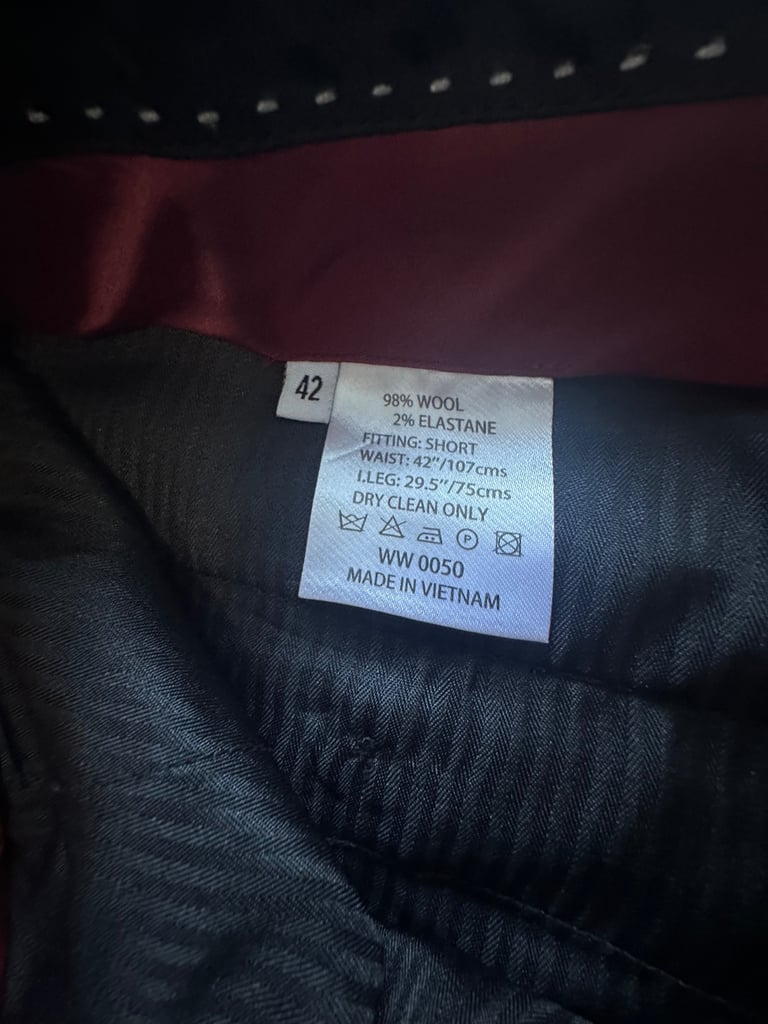 42
98% WOOL
2% ELASTANE
FITTING: SHORT
WAIST: 42"/107cms
I.LEG: 29.5"/75cms
DRY CLEAN ONLY
P
WW 0050
MADE IN VIETNAM